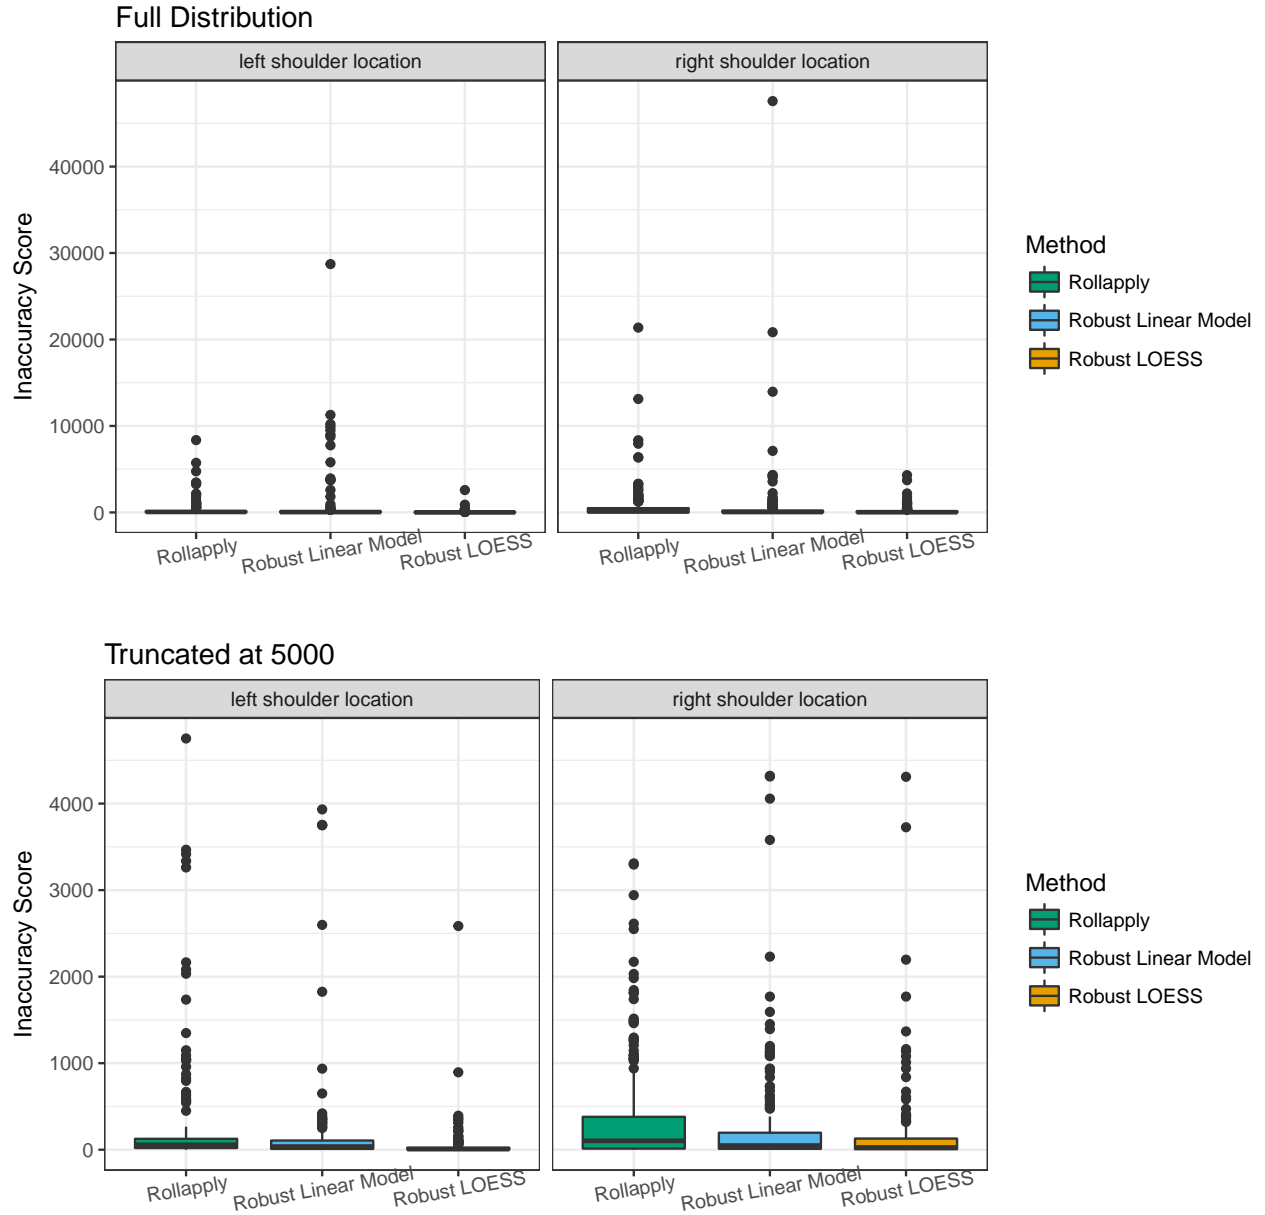 Full Distribution
left shoulder location
right shoulder location
Inaccuracy Score
40000
30000
20000
10000
0
Rollapply
Robust Linear Model
Robust LOESS
Rollapply
Robust Linear Model
Robust LOESS
Method
Rollapply
Robust Linear Model
Robust LOESS
Truncated at 5000
left shoulder location
right shoulder location
Inaccuracy Score
4000
3000
2000
1000
0
Rollapply
Robust Linear Model
Robust LOESS
Rollapply
Robust Linear Model
Robust LOESS
Method
Rollapply
Robust Linear Model
Robust LOESS